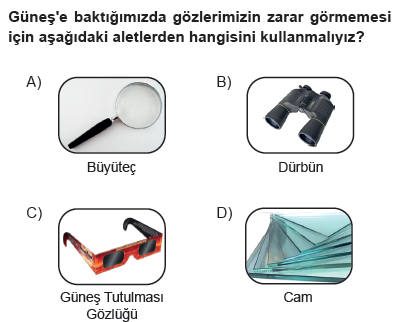 Güneş'e baktığımızda gözlerimizin zarar görmemesi
için aşağıdaki aletlerden hangisini kullanmalıyız?
A)
B)
Büyüteç
Dürbün
C)
D)
Güneş Tutulması
Gözlüğü
Cam